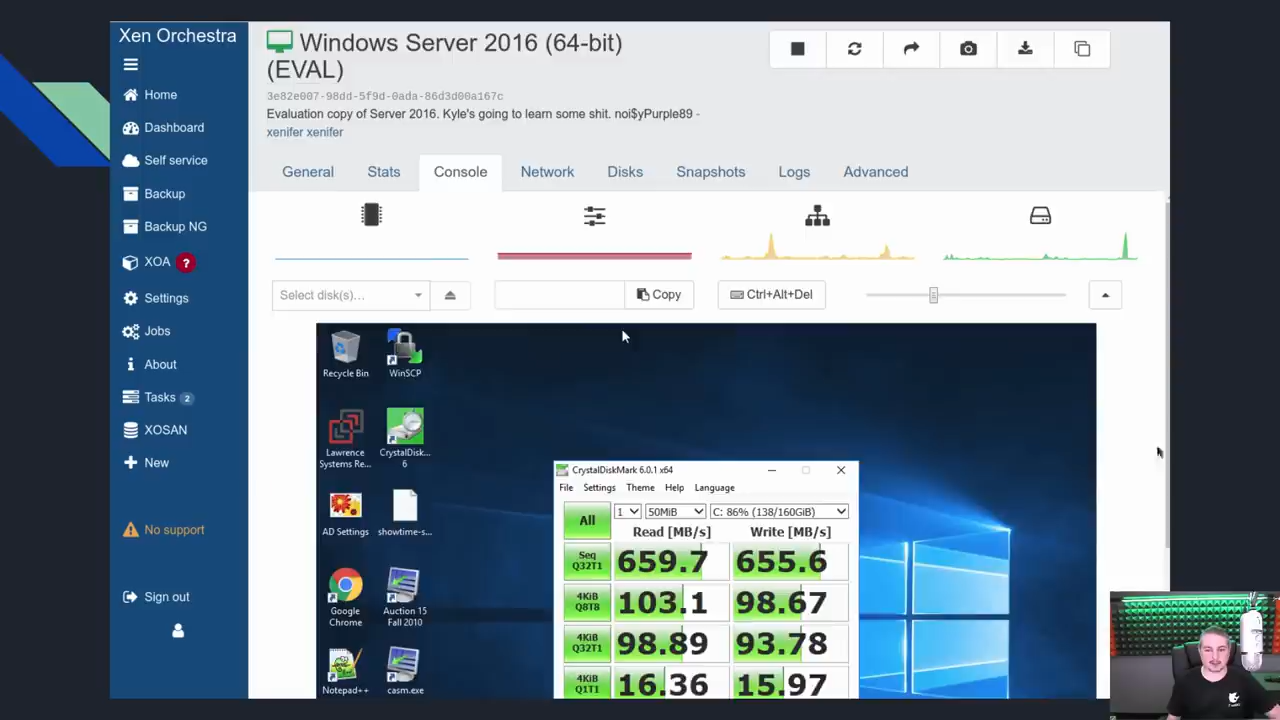 Xen Orchestra
Home
Dashboard
Self service
Backup
Backup NG
XOA ?
Settings
Jobs
About
Tasks 2
XOSAN
New
No support
Sign out
Windows Server 2016 (64-bit)
(EVAL)
3e82e007-98dd-5f9d-0ada-86d3d00a167c
Evaluation copy of Server 2016. Kyle's going to learn some shit. noi$yPurple89 -
xenifer xenifer
General Stats Console Network Disks Snapshots Logs Advanced
Select disk(s)... Copy Ctrl+Alt+Del
Recycle Bin WinSCP
Lawrence CrystalDisk...
Systems Re... 6
AD Settings showtime-s...
Google Auction 15
Chrome Fall 2010
Notepad++ casm.exe
CrystalDiskMark 6.0.1 x64
File Settings Theme Help Language
All 1 50MiB C: 86% (138/160GiB)
Read [MB/s] Write [MB/s]
Seq
Q32T1 659.7 655.6
4KiB
Q8T8 103.1 98.67
4KiB
Q32T1 98.89 93.78
4KiB
Q1T1 16.36 15.97